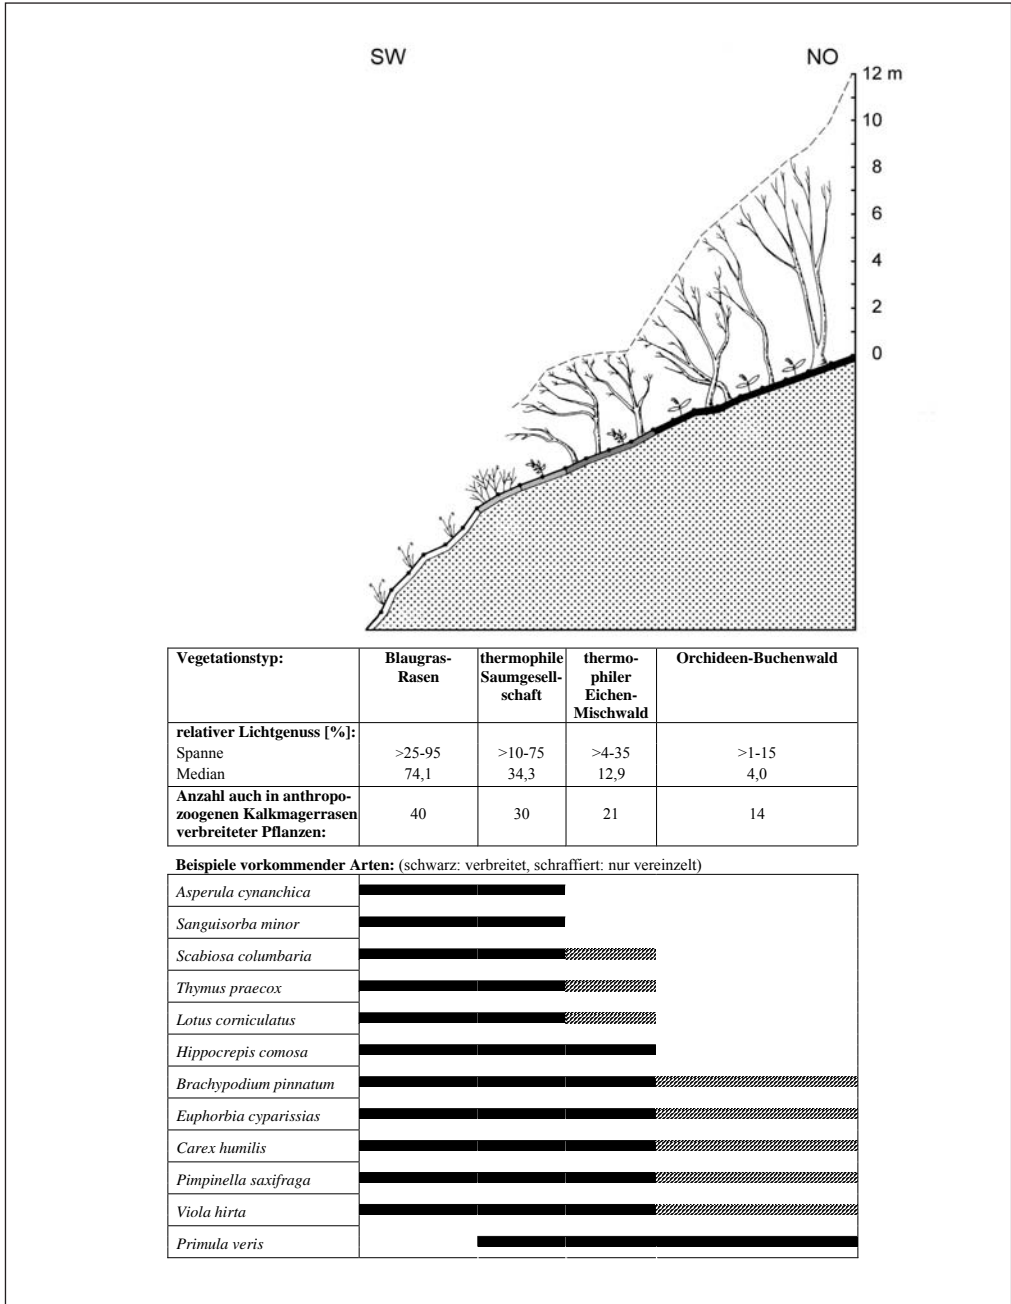 SW
NO
12 m
10
8
6
4
2
0
Vegetationstyp:
Blaugras-
Rasen
thermophile
Saumgesell-
schaft
thermo-
philer
Eichen-
Mischwald
Orchideen-Buchenwald
relativer Lichtgenuss [%]:
Spanne >25-95 >10-75 >4-35 >1-15
Median 74,1 34,3 12,9 4,0
Anzahl auch in anthropo-
zoogenen Kalkmagerrasen
verbreiteter Pflanzen:
40 30 21 14
Beispiele vorkommender Arten: (schwarz: verbreitet, schraffiert: nur vereinzelt)
Asperula cynanchica
Sanguisorba minor
Scabiosa columbaria
Thymus praecox
Lotus corniculatus
Hippocrepis comosa
Brachypodium pinnatum
Euphorbia cyparissias
Carex humilis
Pimpinella saxifraga
Viola hirta
Primula veris